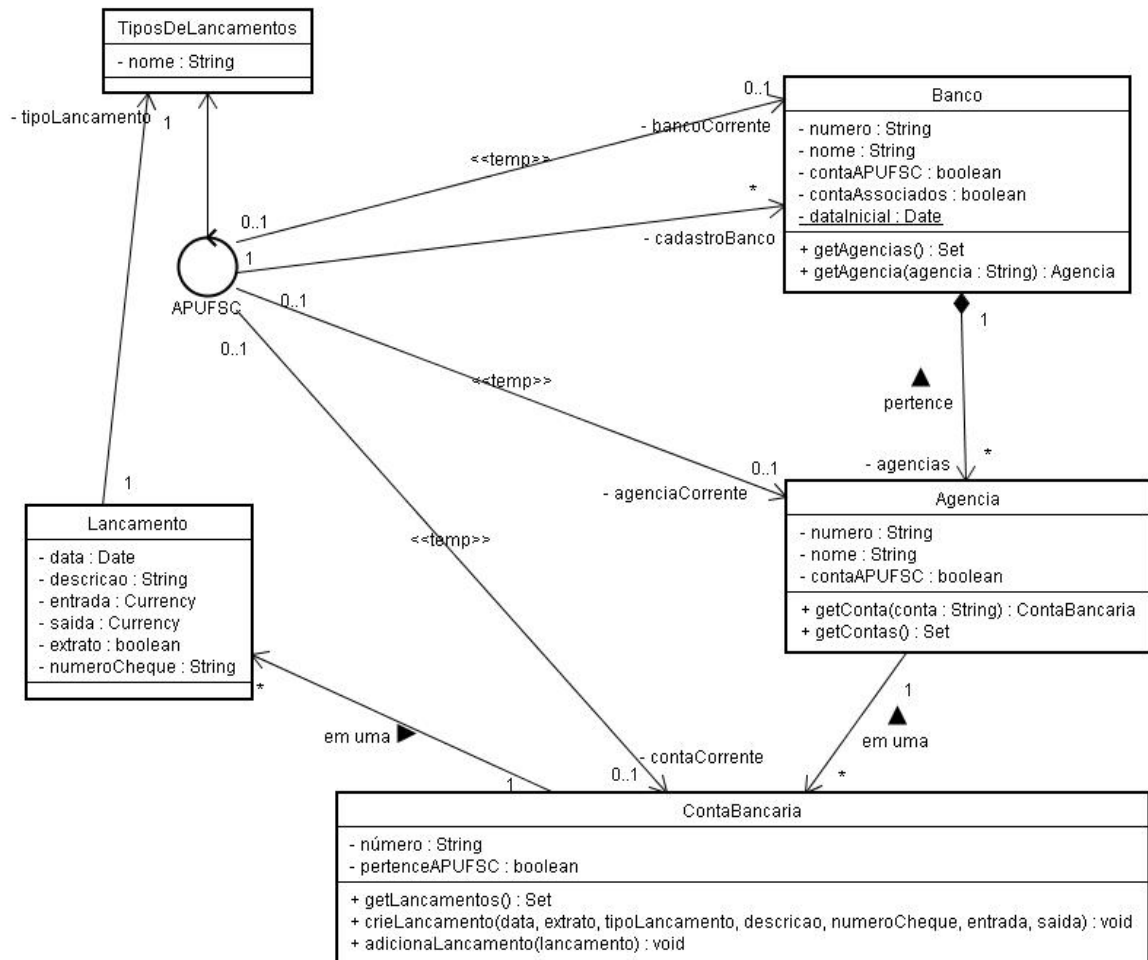 TiposDeLancamentos
- nome : String
- tipoLancamento
1
0..1
Banco
- bancoCorrente
- numero : String
- nome : String
- contaAPUFSC : boolean
- contaAssociados : boolean
- dataInicial : Date
+ getAgencias() : Set
+ getAgencia(agencia : String) : Agencia
<<temp>>
*
0..1
- cadastroBanco
1
APUFSC
0..1
0..1
1
<<temp>>
pertence
*
- agencias
0..1
- agenciaCorrente
1
Lancamento
- data : Date
- descricao : String
- entrada : Currency
- saida : Currency
- extrato : boolean
- numeroCheque : String
Agencia
- numero : String
- nome : String
- contaAPUFSC : boolean
+ getConta(conta : String) : ContaBancaria
+ getContas() : Set
<<temp>>
*
1
em uma
em uma
- contaCorrente
1
0..1
*
ContaBancaria
- número : String
- pertenceAPUFSC : boolean
+ getLancamentos() : Set
+ crieLancamento(data, extrato, tipoLancamento, descricao, numeroCheque, entrada, saida) : void
+ adicionaLancamento(lancamento) : void